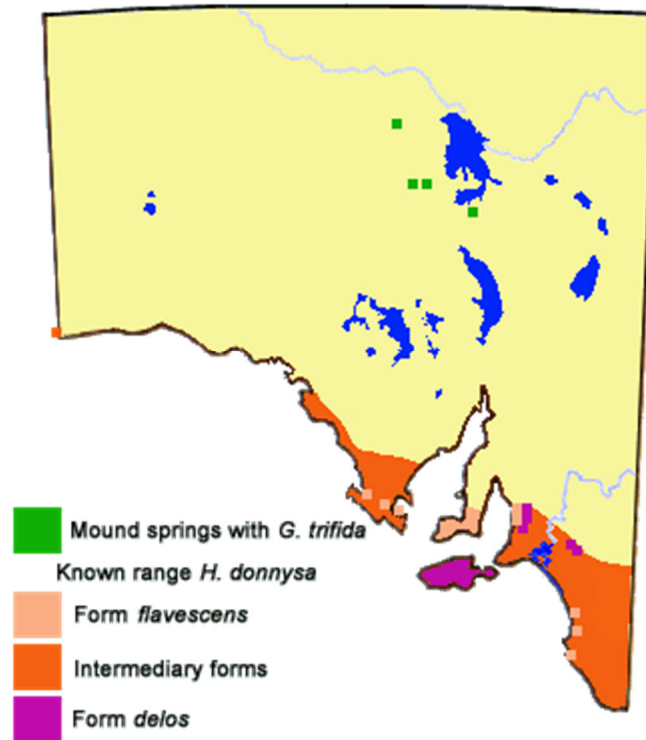 Mound springs with G. trifida
Known range H. donnysa
Form flavescens
Intermediary forms
Form delos